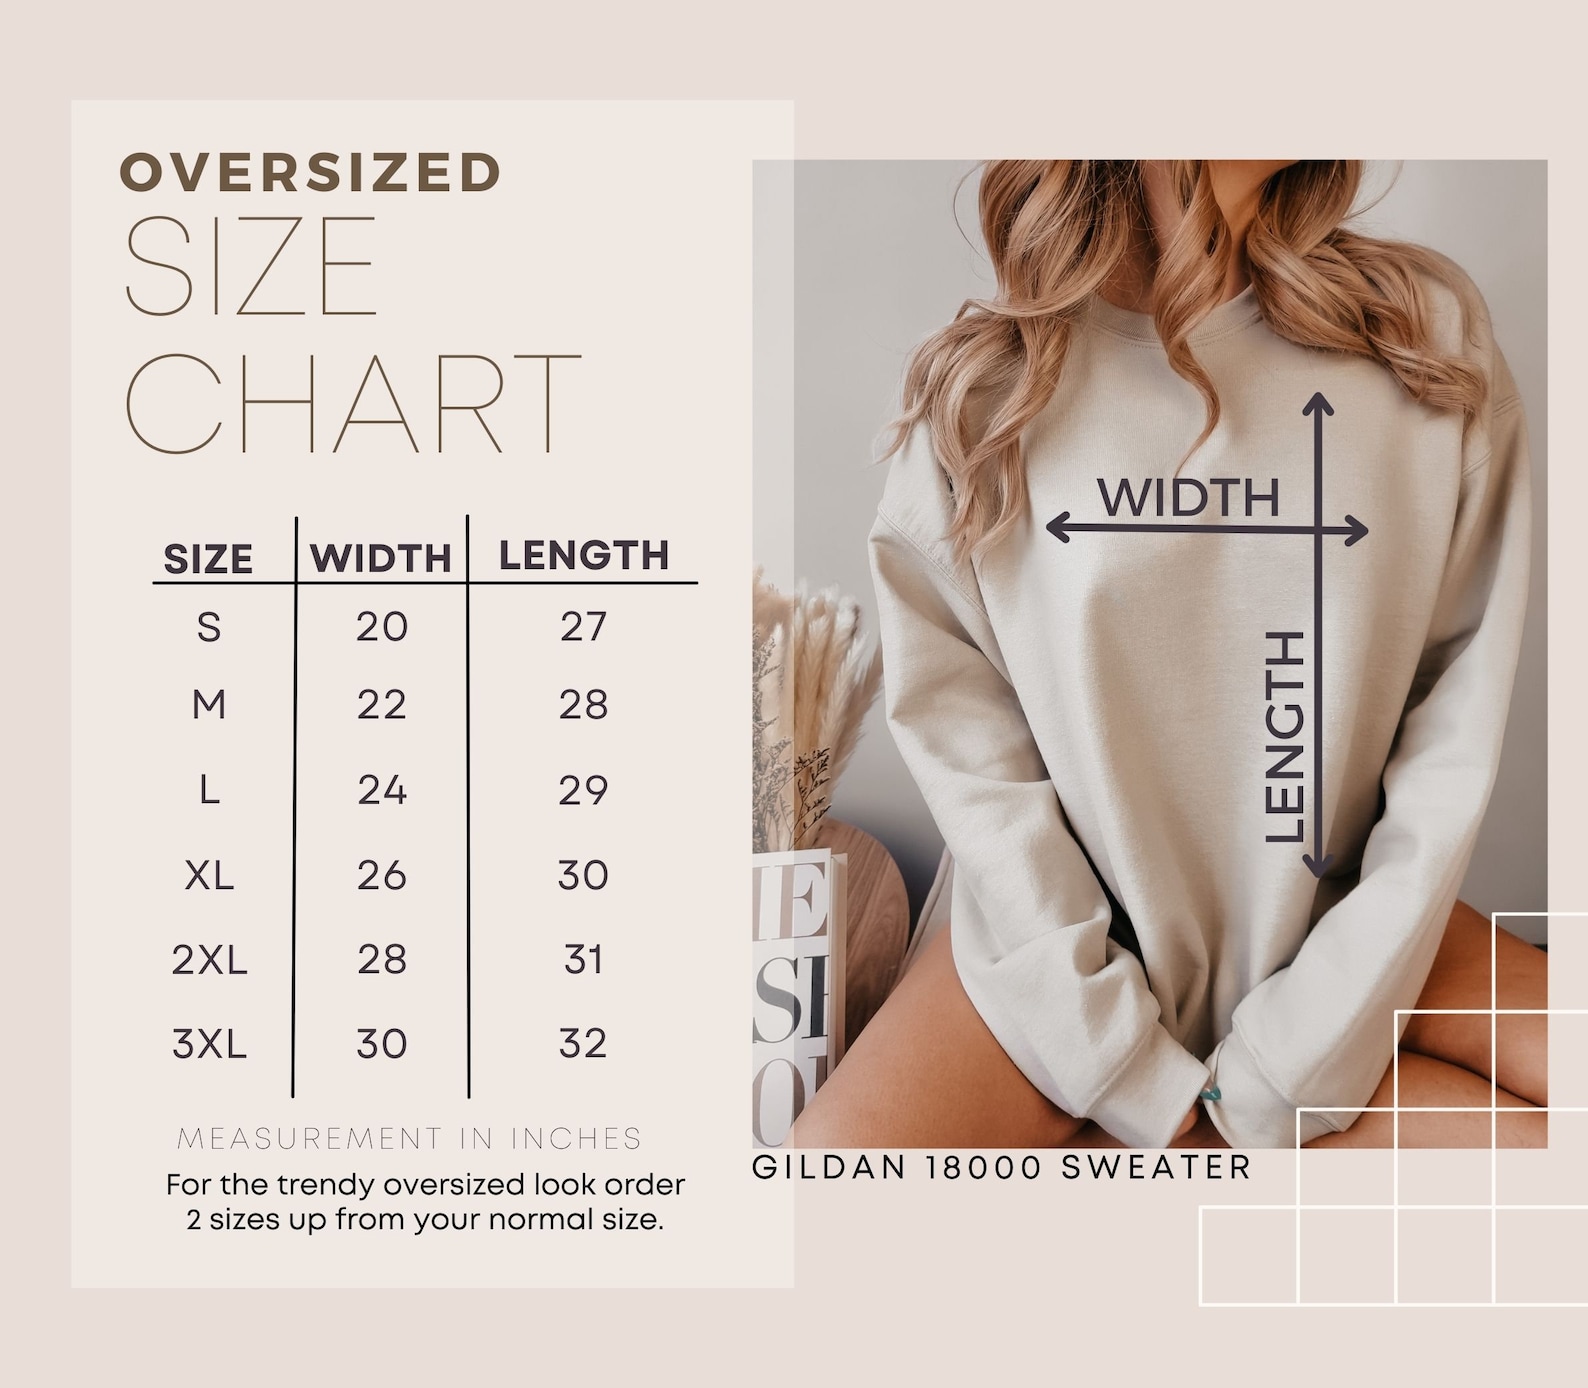 OVERSIZED
SIZE
CHART
SIZE WIDTH LENGTH
S 20 27
M 22 28
L 24 29
XL 26 30
2XL 28 31
3XL 30 32
MEASUREMENT IN INCHES
For the trendy oversized look order
2 sizes up from your normal size.
WIDTH
LENGTH
GILDAN 18000 SWEATER